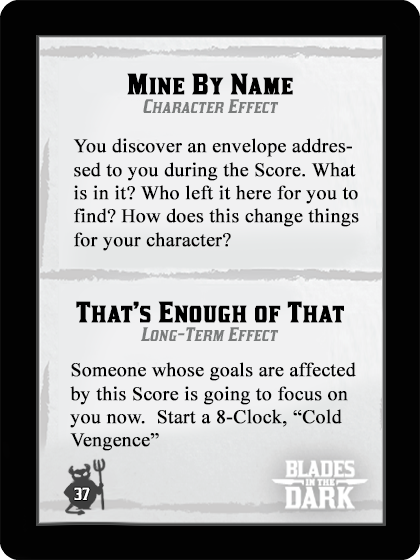 Mine By Name
Character Effect
You discover an envelope addres-
sed to you during the Score. What
is in it? Who left it here for you to
find? How does this change things
for your character?
That's Enough of That
Long-Term Effect
Someone whose goals are affected
by this Score is going to focus on
you now.  Start a 8-Clock, “Cold
Vengence”
37
BLADES
IN THE
DARK